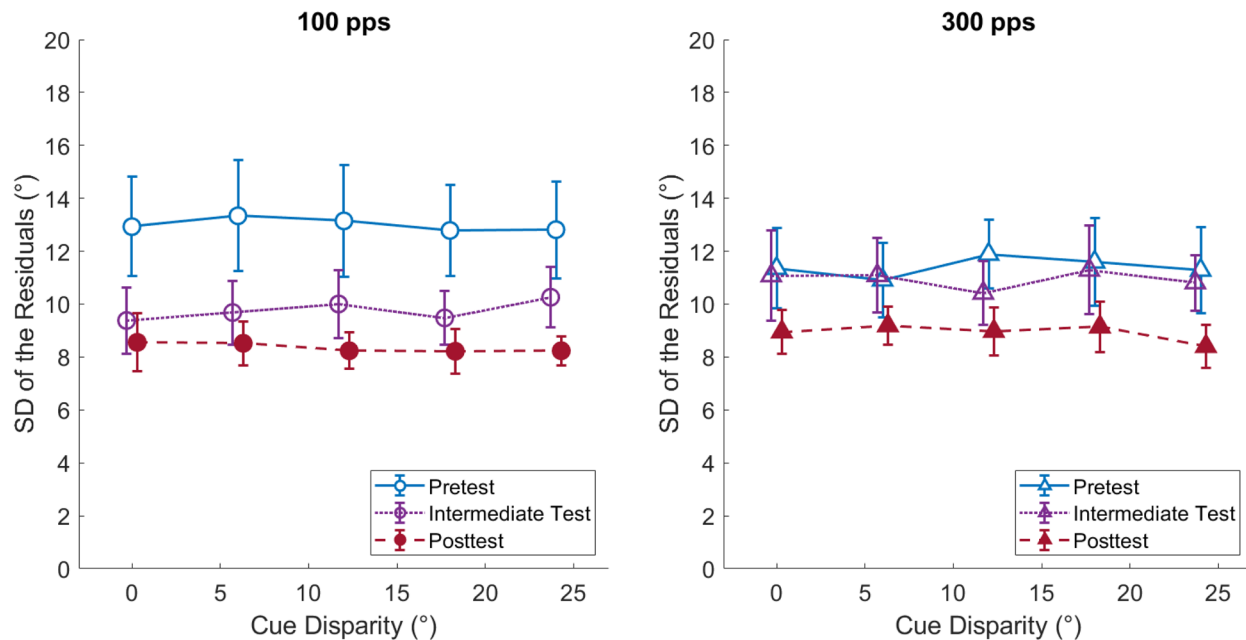 100 pps
SD of the Residuals (°)
20
18
16
14
12
10
8
6
4
2
0
Pretest
Intermediate Test
Posttest
0 5 10 15 20 25
Cue Disparity (°)
300 pps
SD of the Residuals (°)
20
18
16
14
12
10
8
6
4
2
0
Pretest
Intermediate Test
Posttest
0 5 10 15 20 25
Cue Disparity (°)